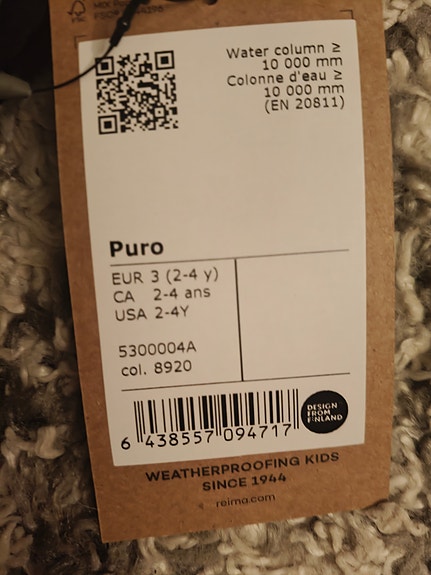 MIX
Water column ≥
10 000 mm
Colonne d'eau ≥
10 000 mm
(EN 20811)
Puro
EUR 3 (2-4 y)
CA 2-4 ans
USA 2-4Y
5300004A
col. 8920
6 438557 094717
DESIGN
FROM
FINLAND
WEATHERPROOFING KIDS
SINCE 1944
reima.com